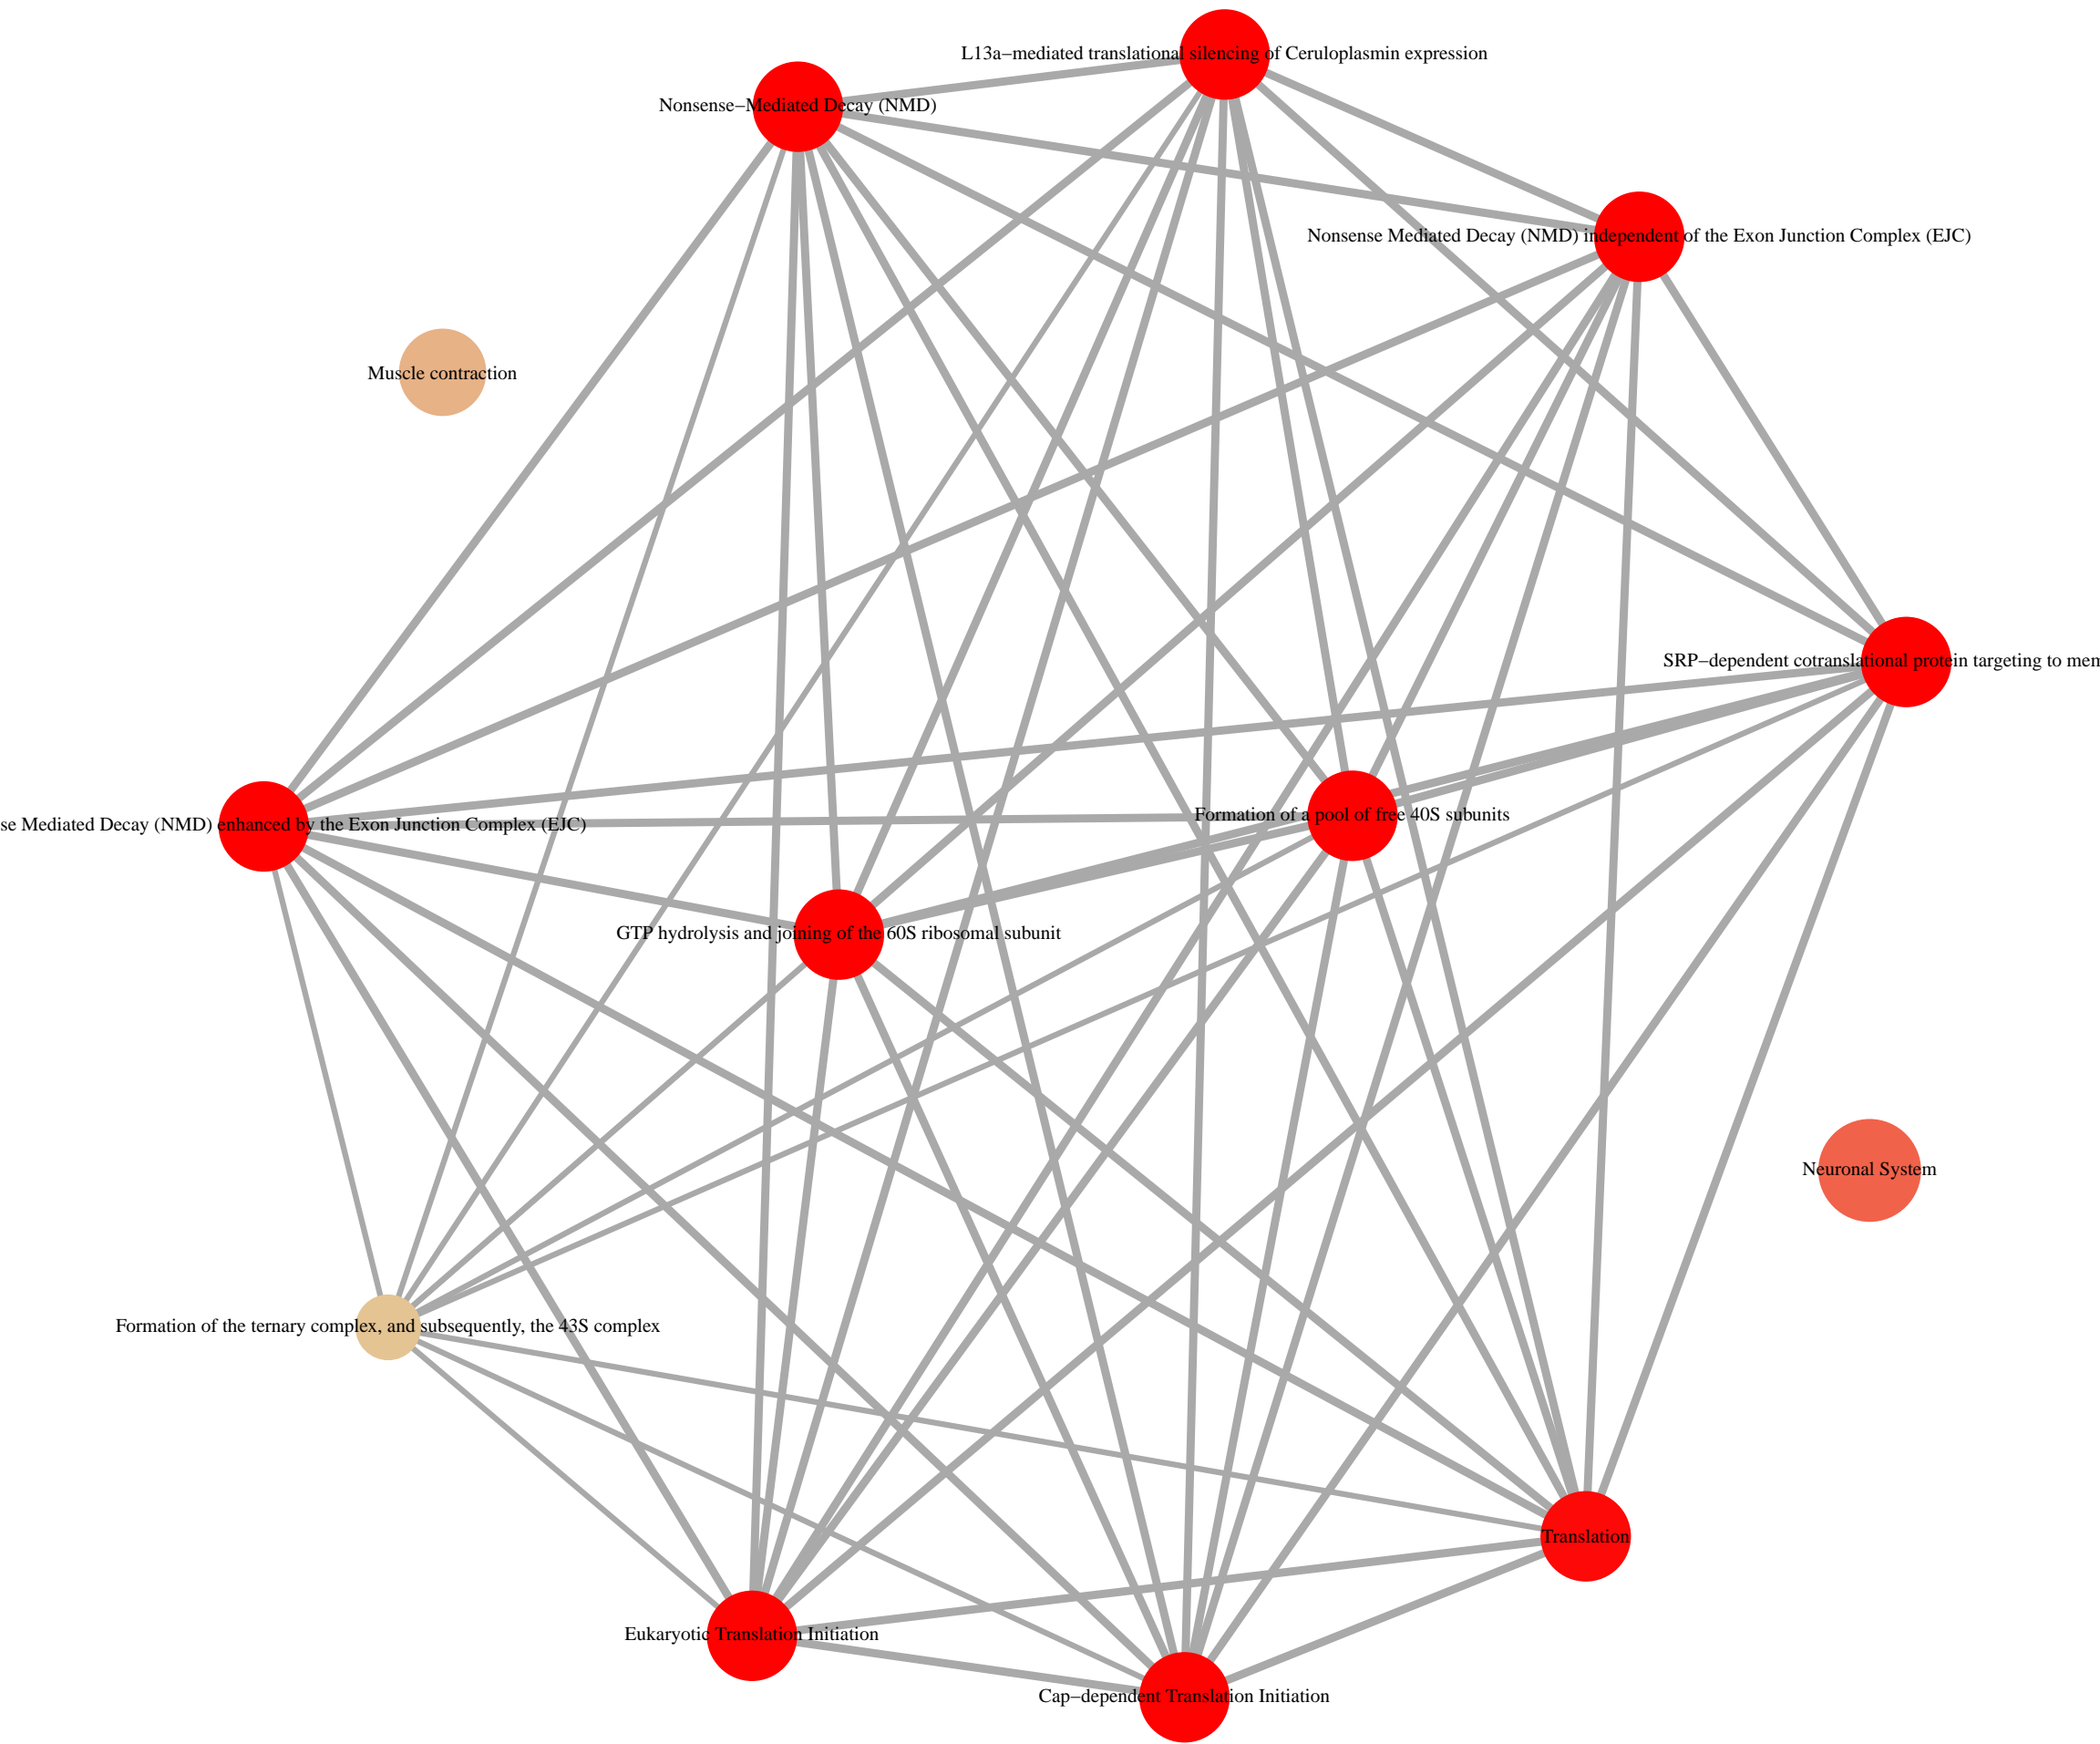 L13a−mediated translational silencing of Ceruloplasmin expression
Nonsense−Mediated Decay (NMD)
Nonsense Mediated Decay (NMD) independent of the Exon Junction Complex (EJC)
Muscle contraction
SRP−dependent cotranslational protein targeting to mem
Formation of a pool of free 40S subunits
se Mediated Decay (NMD) enhanced by the Exon Junction Complex (EJC)
GTP hydrolysis and joining of the 60S ribosomal subunit
Neuronal System
Formation of the ternary complex, and subsequently, the 43S complex
Translation
Eukaryotic Translation Initiation
Cap−dependent Translation Initiation